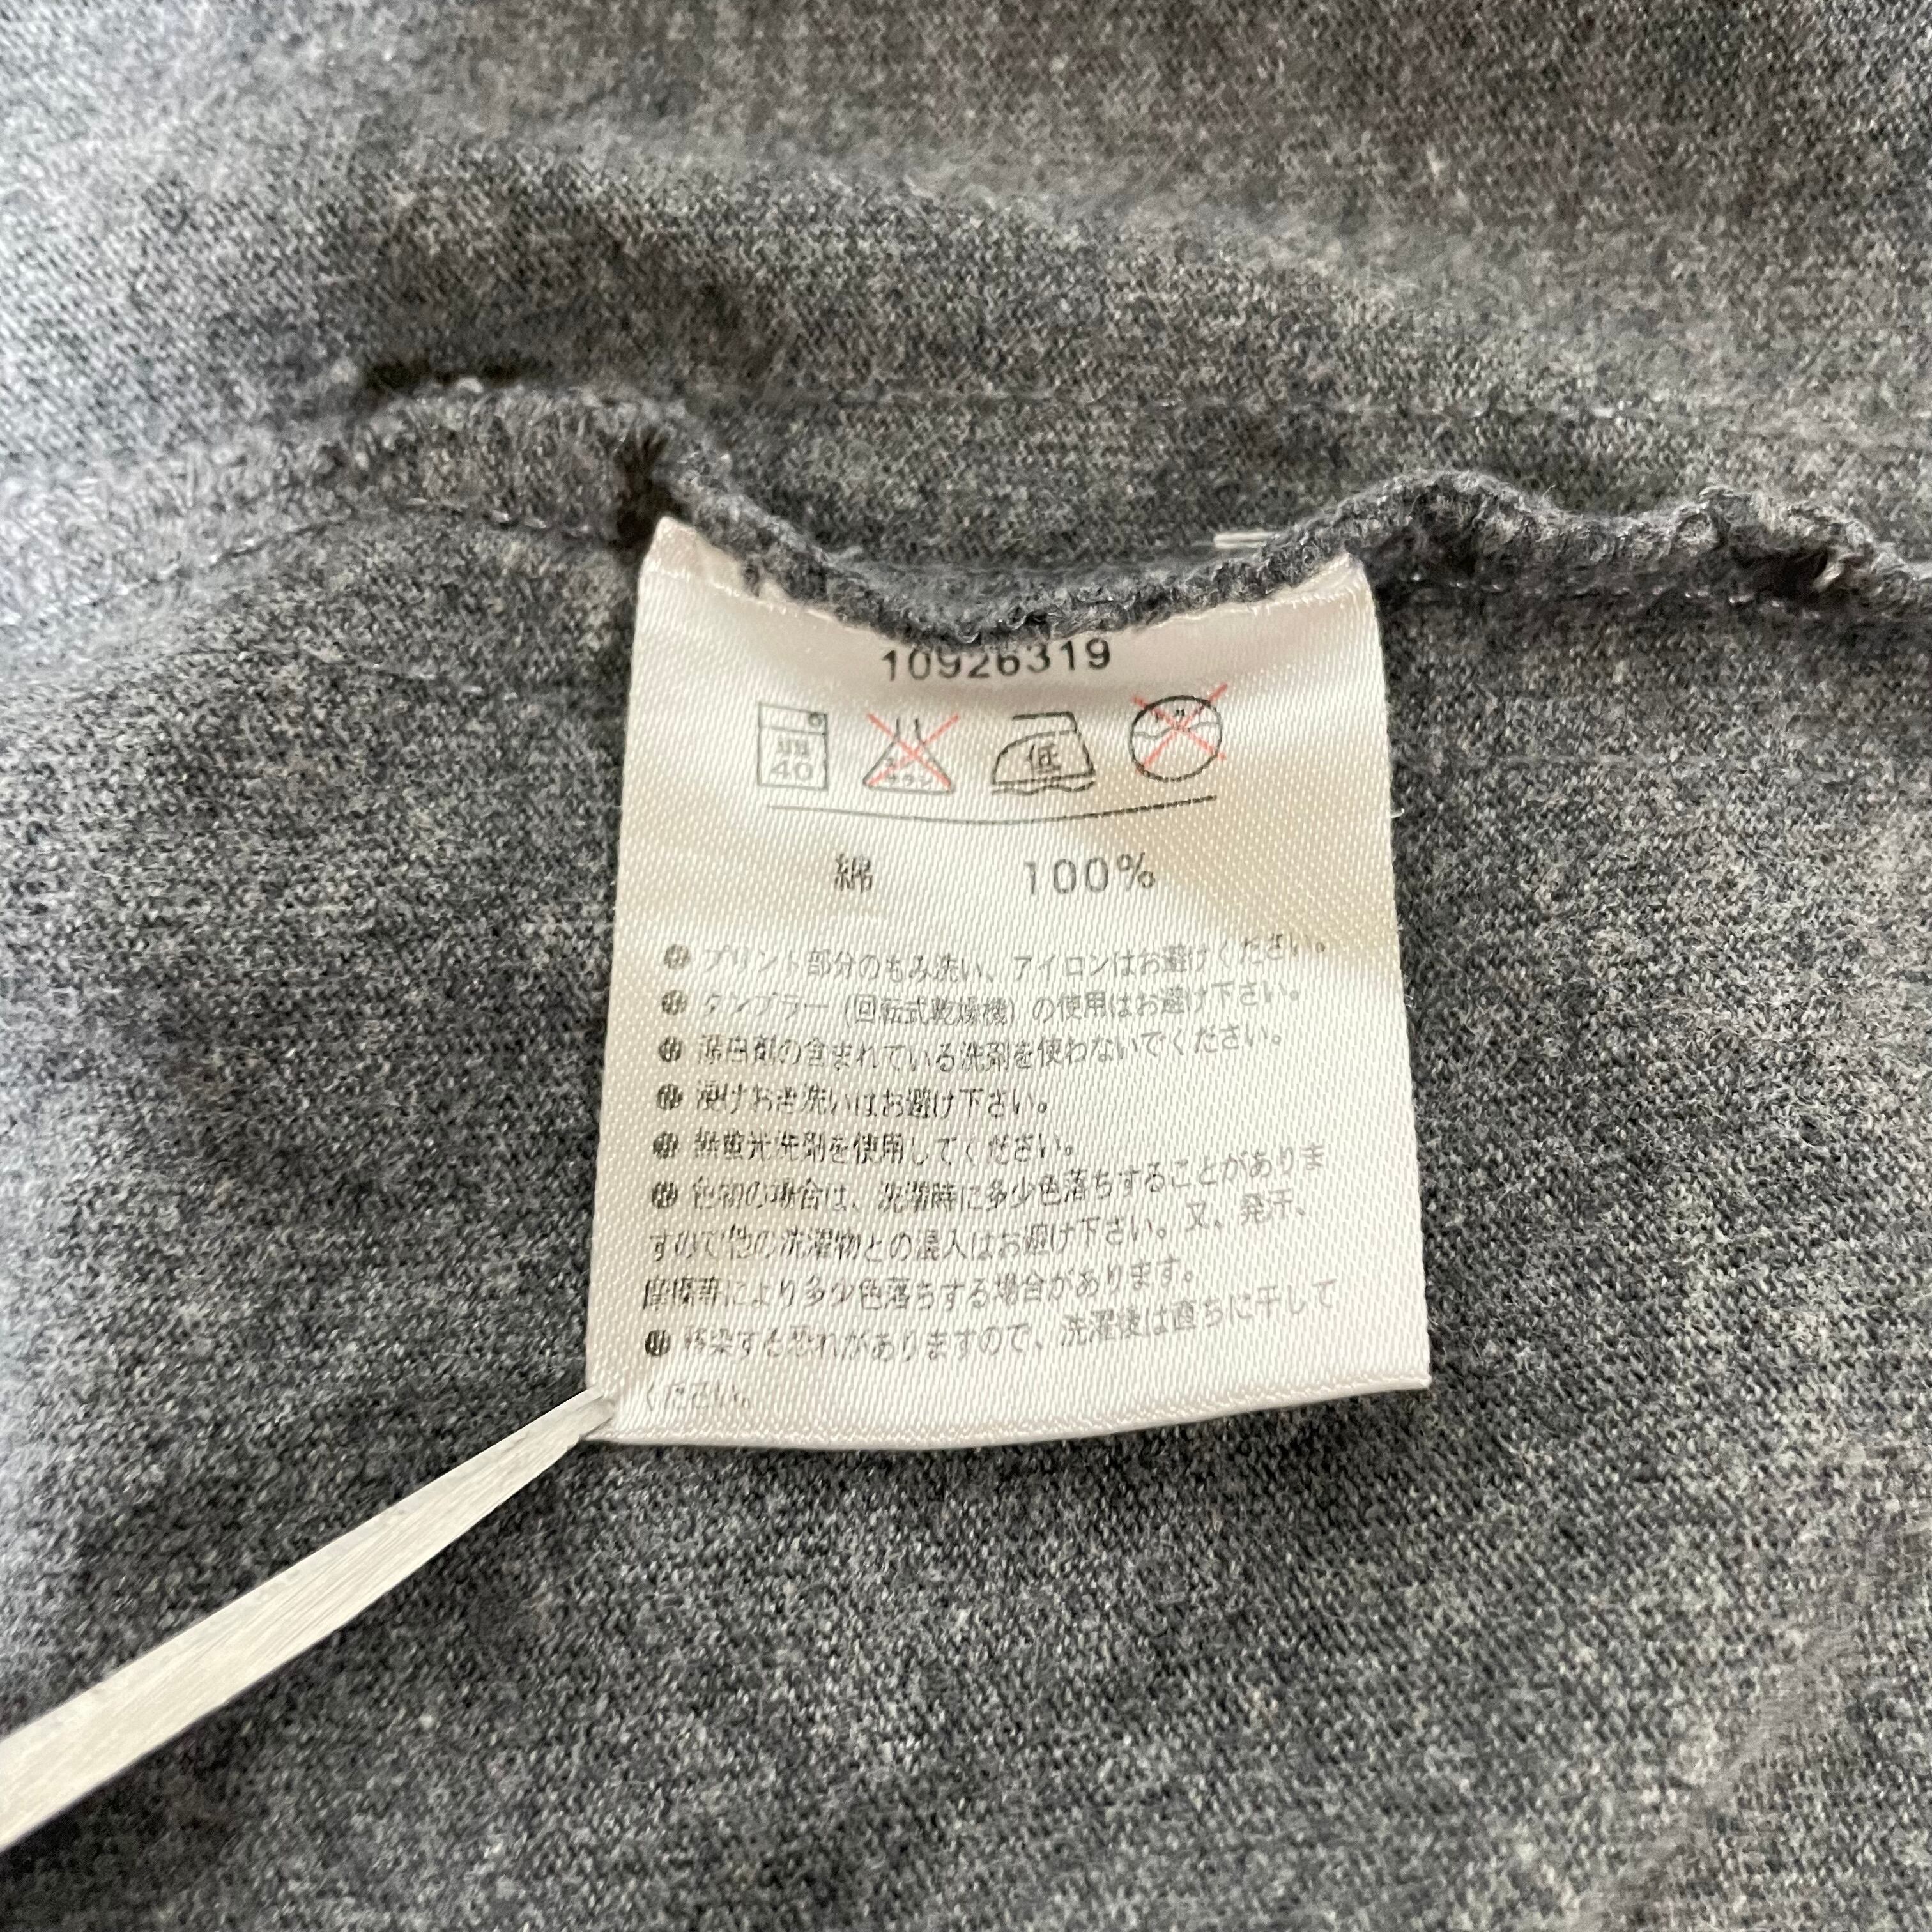 10926319
弱 40
低
綿 100%
● プリント部分のもみ洗い、アイロンはお避けください。
● タンブラー(回転式乾燥機)の使用はお避け下さい。
● 漂白剤の含まれている洗剤を使わないでください。
● 浸けおき洗いはお避け下さい。
● 無蛍光洗剤を使用してください。
● 色物の場合は、洗濯時に多少色落ちすることがありま
すので他の洗濯物との混入はお避け下さい。又、発汗、
摩擦等により多少色落ちする場合があります。
● 移染する恐れがありますので、洗濯後は直ちに干して
ください。